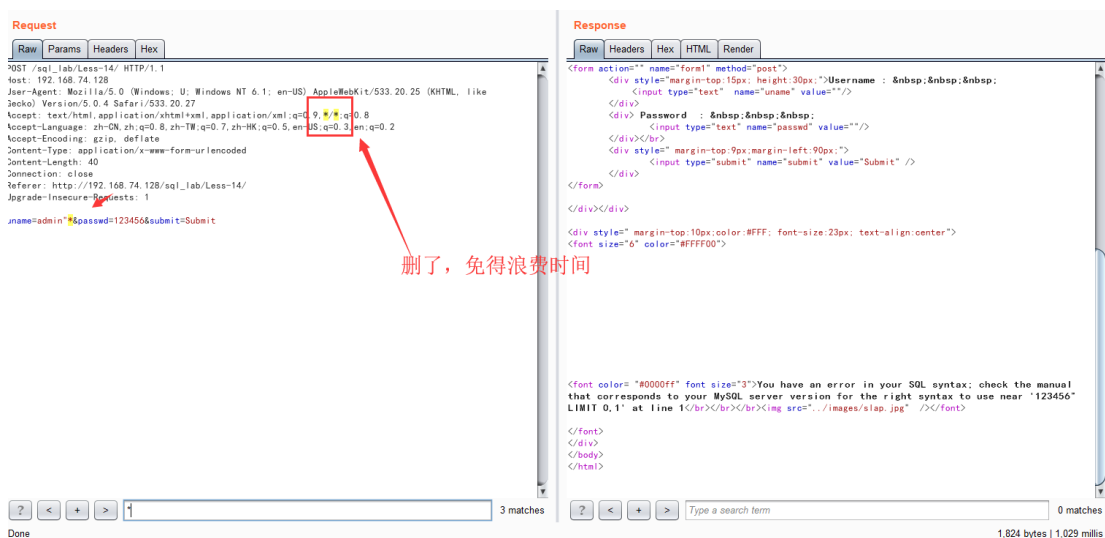 Request
Raw Params Headers Hex
POST /sql_lab/Less-14/ HTTP/1.1
Host: 192.168.74.128
User-Agent: Mozilla/5.0 (Windows; U; Windows NT 6.1; en-US) AppleWebKit/533.20.25 (KHTML, like
Gecko) Version/5.0.4 Safari/533.20.27
Accept: text/html,application/xhtml+xml,application/xml;q=0.9,*/*;q=0.8
Accept-Language: zh-CN,zh;q=0.8,zh-TW;q=0.7,zh-HK;q=0.5,en-US;q=0.3,en;q=0.2
Accept-Encoding: gzip, deflate
Content-Type: application/x-www-form-urlencoded
Content-Length: 40
Connection: close
Referer: http://192.168.74.128/sql_lab/Less-14/
Upgrade-Insecure-Requests: 1
uname=admin"*&passwd=123456&submit=Submit
删了，免得浪费时间
? < + > * 3 matches
Done
Response
Raw Headers Hex HTML Render
<form action="" name="form1" method="post">
<div style="margin-top:15px; height:30px;">Username : &nbsp;&nbsp;&nbsp;
<input type="text" name="uname" value=""/>
</div>
<div> Password : &nbsp;&nbsp;&nbsp;
<input type="text" name="passwd" value=""/>
</div></br>
<div style=" margin-top:9px;margin-left:90px;">
<input type="submit" name="submit" value="Submit" />
</div>
</form>
</div></div>
<div style=" margin-top:10px;color:#FFF; font-size:23px; text-align:center">
<font size="6" color="#FFFF00">
<font color= "#0000ff" font size="3">You have an error in your SQL syntax; check the manual
that corresponds to your MySQL server version for the right syntax to use near '123456"
LIMIT 0,1' at line 1</br></br></br><img src="../images/slap.jpg" /></font>
</font>
</div>
</body>
</html>
? < + > Type a search term 0 matches
1,824 bytes | 1,029 millis